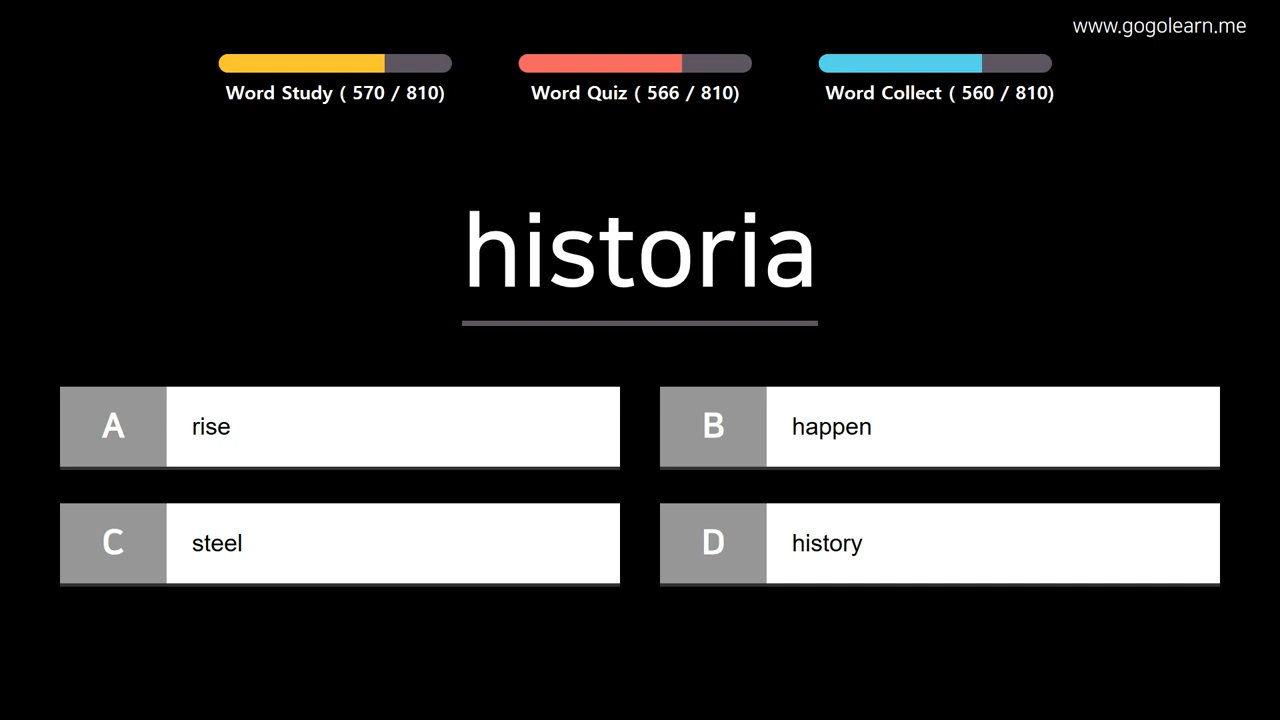 www.gogolearn.me
Word Study ( 570 / 810)
Word Quiz ( 566 / 810)
Word Collect ( 560 / 810)
historia
A rise
B happen
C steel
D history